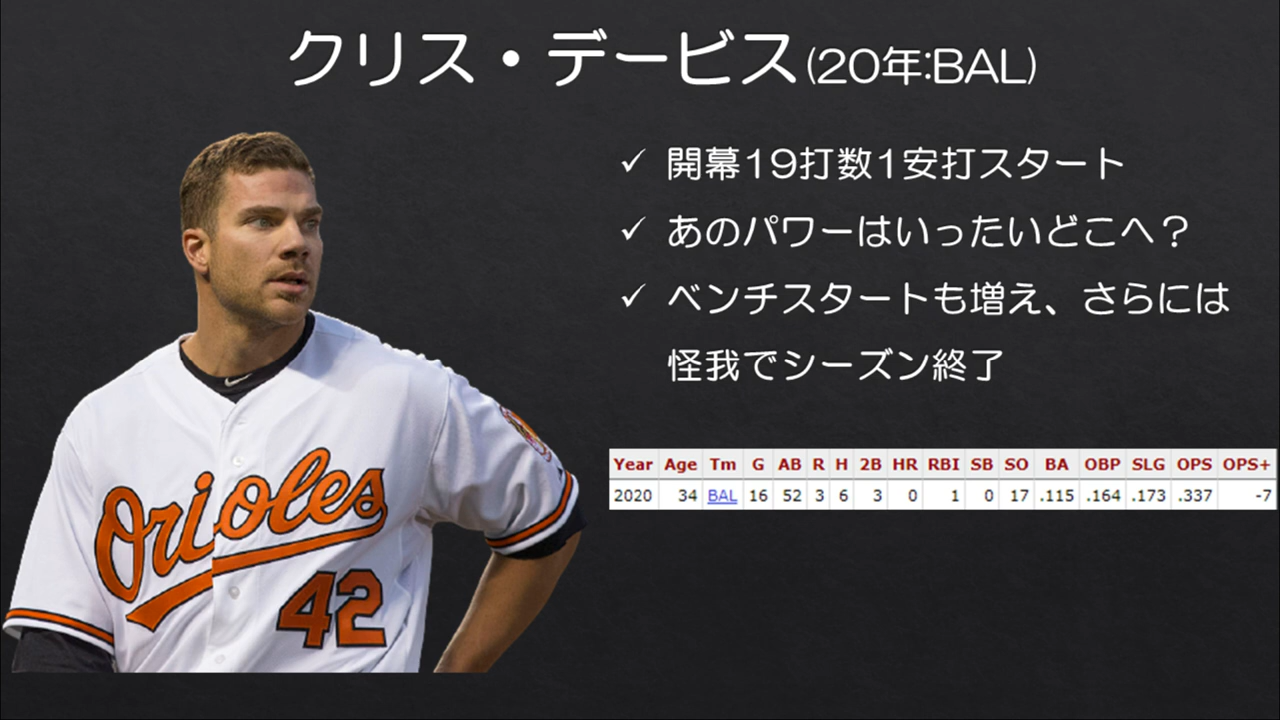 クリス・デービス(20年:BAL)
✓ 開幕19打数1安打スタート
✓ あのパワーはいったいどこへ？
✓ ベンチスタートも増え、さらには
怪我でシーズン終了
Orioles
42
Year Age Tm G AB R H 2B HR RBI SB SO BA OBP SLG OPS OPS+
2020 34 BAL 16 52 3 6 3 0 1 0 17 .115 .164 .173 .337 -7